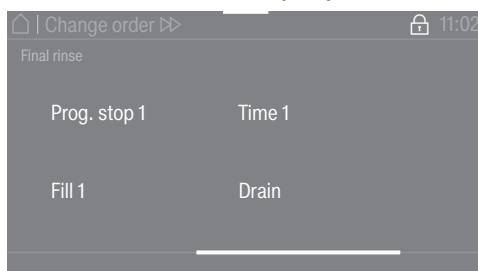 | Change order 11:02
Final rinse
Prog. stop 1 Time 1
Fill 1 Drain